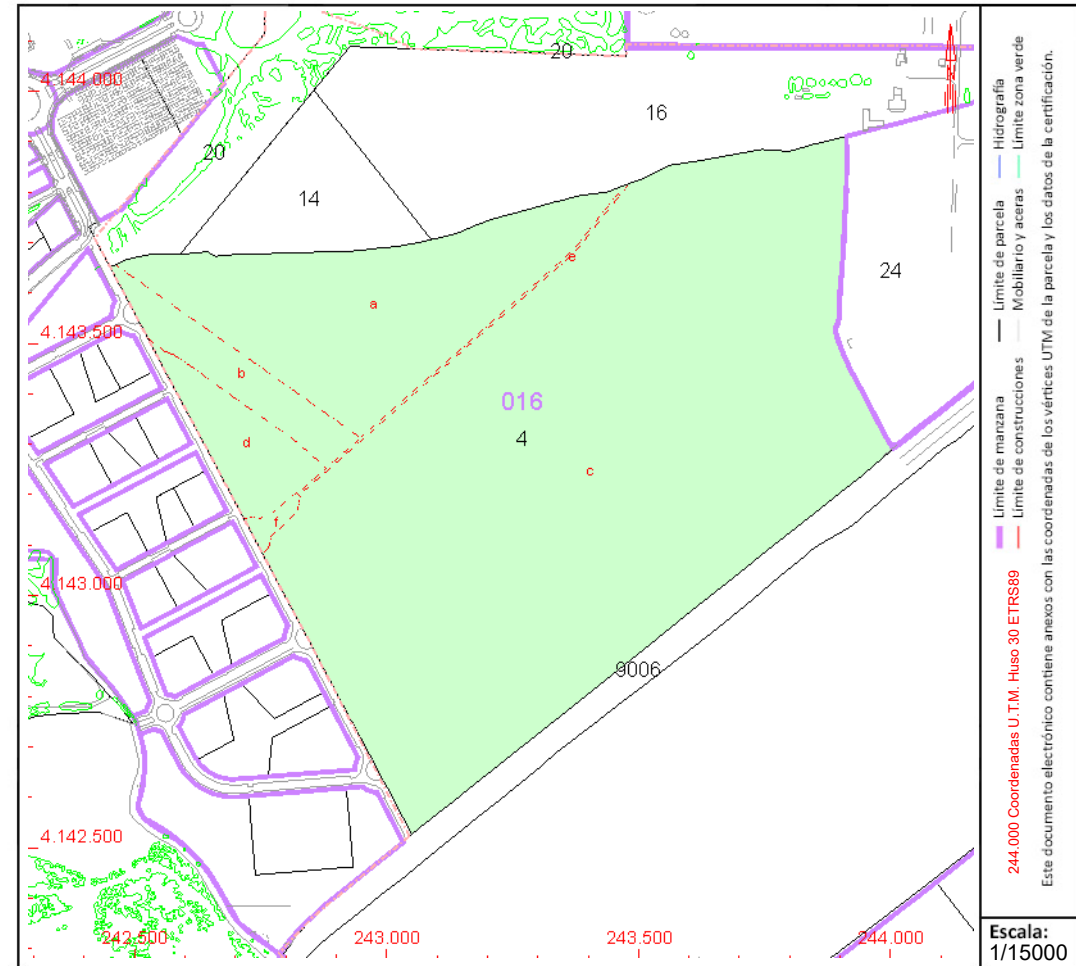 20
4.144.000
16
20
14
24
e
a
4.143.500
b
016
4
d
c
f
4.143.000
9006
4.142.500
242.500
243.000
243.500
244.000
Límite de manzana
Límite de parcela
Hidrografía
244.000 Coordenadas U.T.M. Huso 30 ETRS89
Límite de construcciones
Mobiliario y aceras
Límite zona verde
Este documento electrónico contiene anexos con las coordenadas de los vértices UTM de la parcela y los datos de la certificación.
Escala:
1/15000